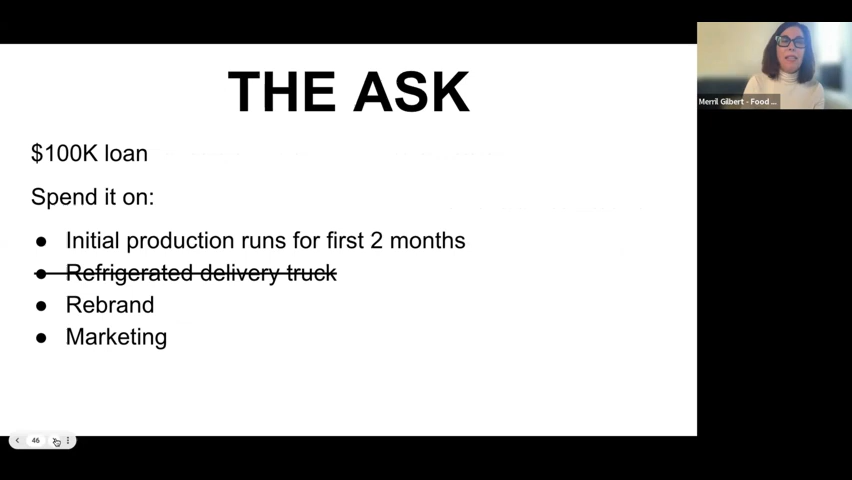 THE ASK
Merril Gilbert - Food ...
$100K loan
Spend it on:
● Initial production runs for first 2 months
● Refrigerated delivery truck
● Rebrand
● Marketing
46